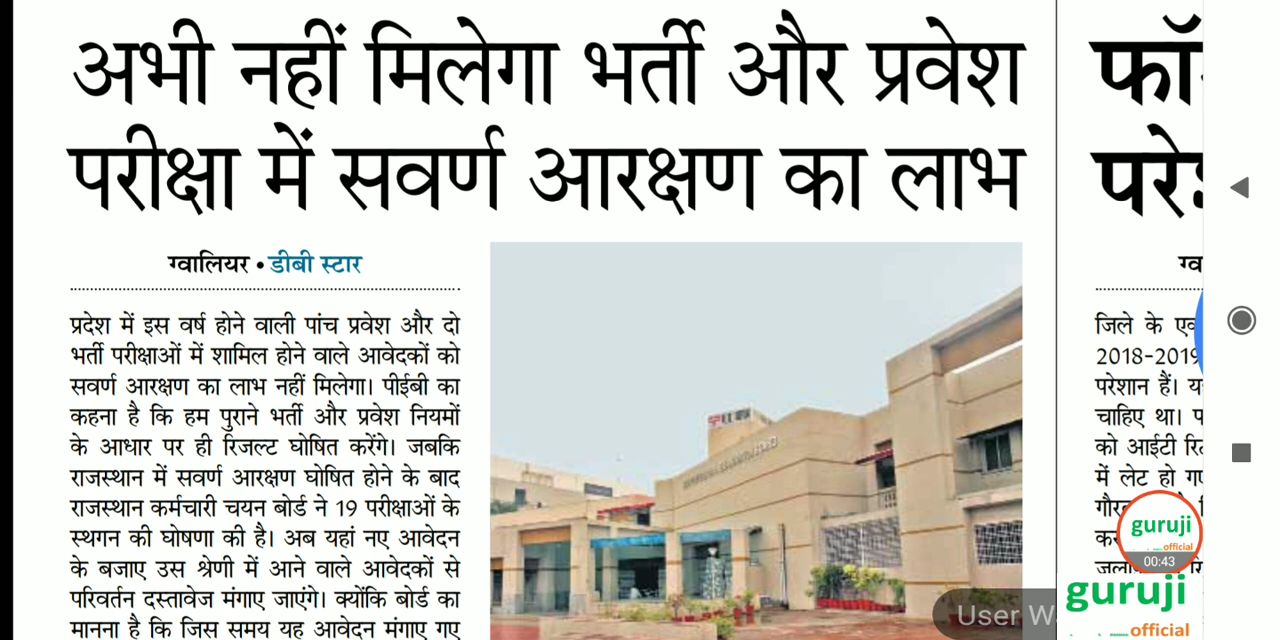 अभी नहीं मिलेगा भर्ती और प्रवेश
परीक्षा में सवर्ण आरक्षण का लाभ
ग्वालियर • डीबी स्टार
प्रदेश में इस वर्ष होने वाली पांच प्रवेश और दो
भर्ती परीक्षाओं में शामिल होने वाले आवेदकों को
सवर्ण आरक्षण का लाभ नहीं मिलेगा। पीईबी का
कहना है कि हम पुराने भर्ती और प्रवेश नियमों
के आधार पर ही रिजल्ट घोषित करेंगे। जबकि
राजस्थान में सवर्ण आरक्षण घोषित होने के बाद
राजस्थान कर्मचारी चयन बोर्ड ने 19 परीक्षाओं के
स्थगन की घोषणा की है। अब यहां नए आवेदन
के बजाए उस श्रेणी में आने वाले आवेदकों से
परिवर्तन दस्तावेज मंगाए जाएंगे। क्योंकि बोर्ड का
मानना है कि जिस समय यह आवेदन मंगाए गए
जिले के
2018-2019
परेशान हैं।
चाहिए था।
को आईटी
में लेट हो
guruji
official
00:43
User
guruji
official